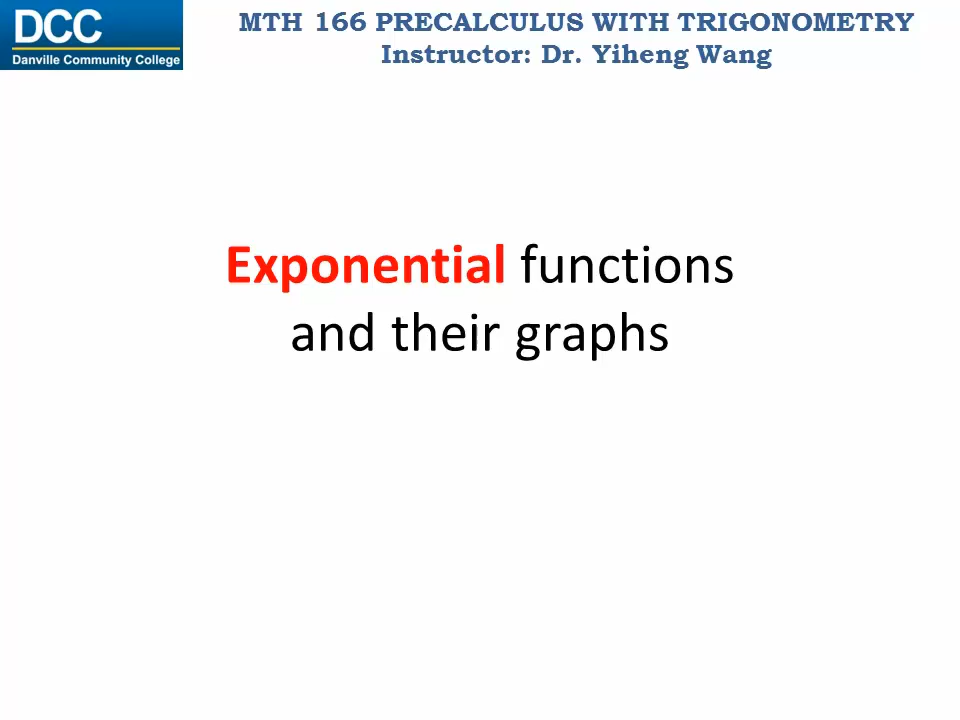 DCC
Danville Community College
MTH 166 PRECALCULUS WITH TRIGONOMETRY
Instructor: Dr. Yiheng Wang
Exponential functions
and their graphs